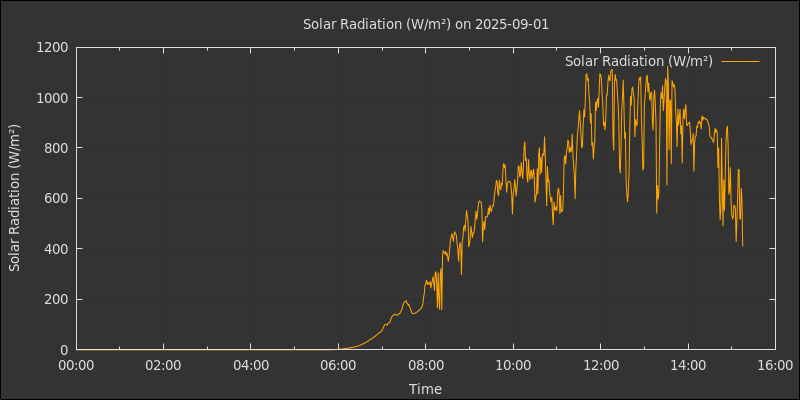 Solar Radiation (W/m²) on 2025-09-01
Solar Radiation (W/m²)
Solar Radiation (W/m²)
1200
1000
800
600
400
200
0
00:00 02:00 04:00 06:00 08:00 10:00 12:00 14:00 16:00
Time